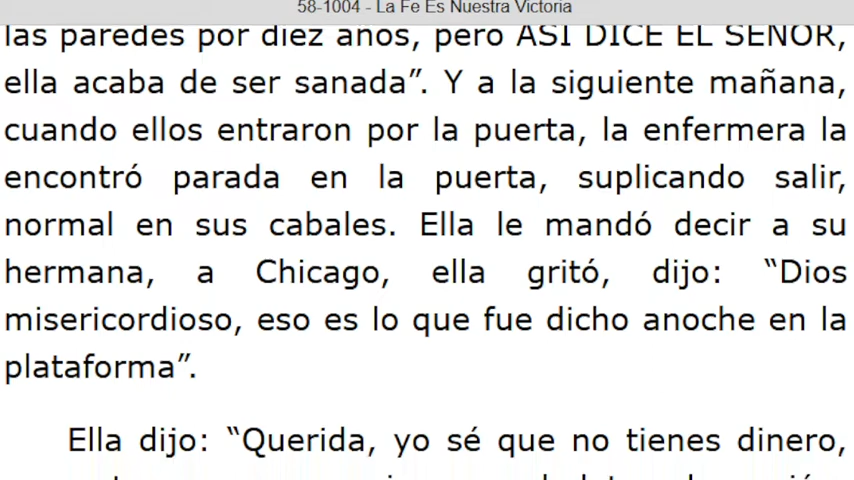 58-1004 - La Fe Es Nuestra Victoria
las paredes por diez años, pero ASÍ DICE EL SEÑOR,
ella acaba de ser sanada”. Y a la siguiente mañana,
cuando ellos entraron por la puerta, la enfermera la
encontró parada en la puerta, suplicando salir,
normal en sus cabales. Ella le mandó decir a su
hermana, a Chicago, ella gritó, dijo: “Dios
misericordioso, eso es lo que fue dicho anoche en la
plataforma”.
Ella dijo: “Querida, yo sé que no tienes dinero,